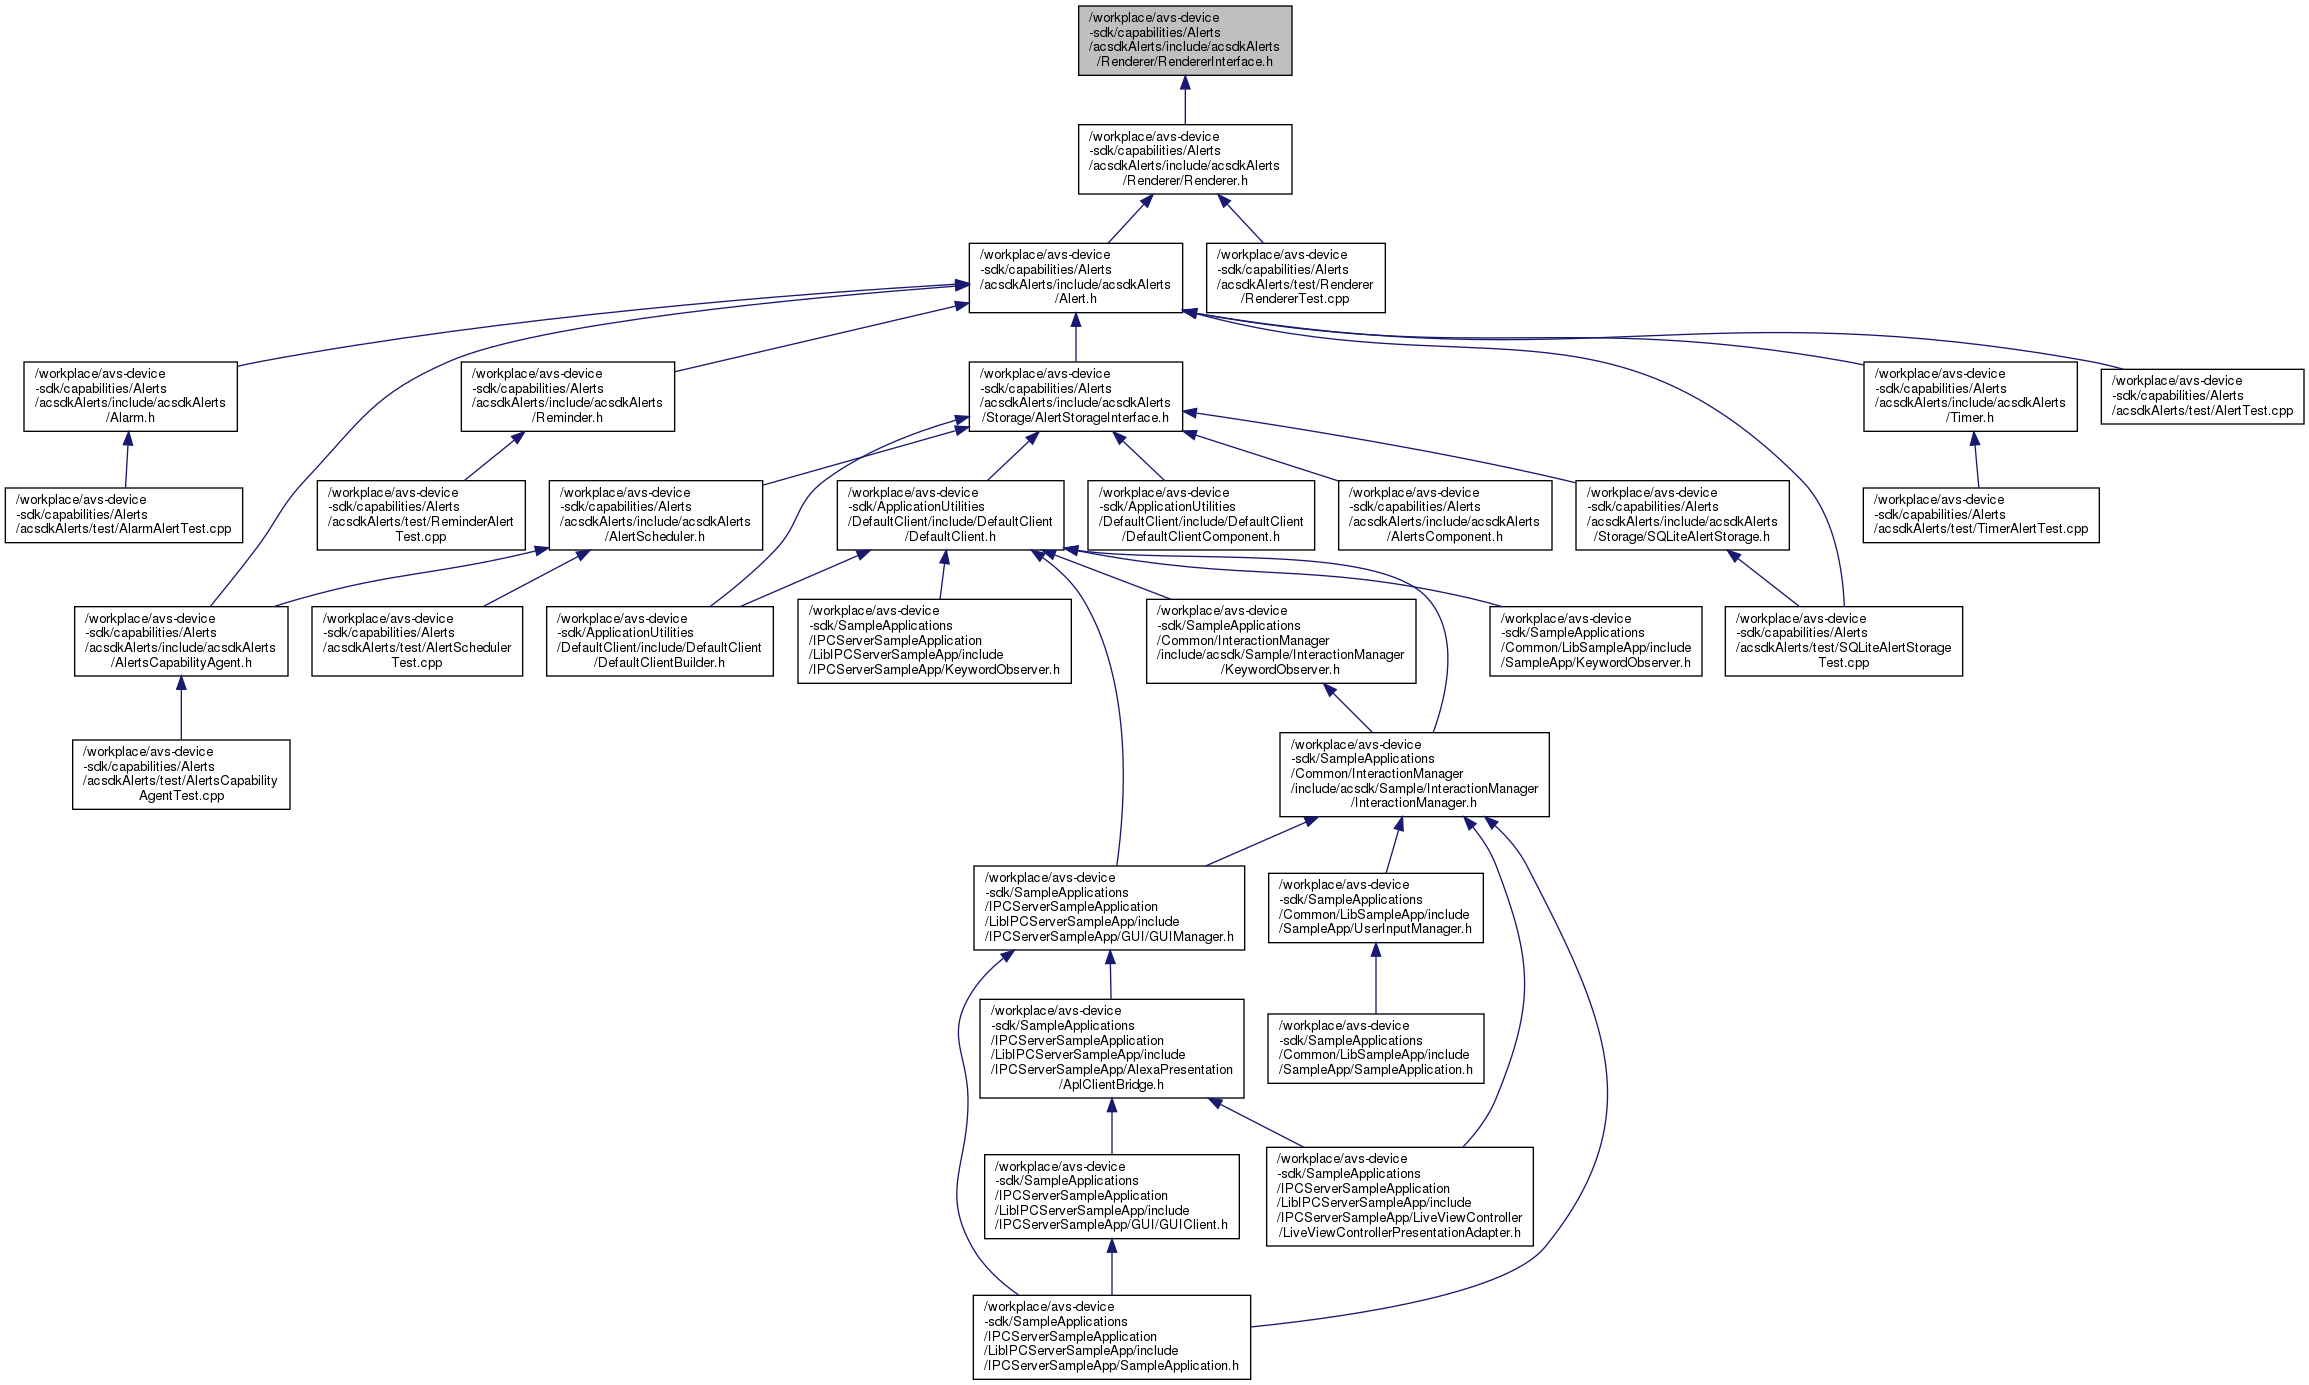 /workplace/avs-device
-sdk/capabilities/Alerts
/acsdkAlerts/include/acsdkAlerts
/Renderer/RendererInterface.h
/workplace/avs-device
-sdk/capabilities/Alerts
/acsdkAlerts/include/acsdkAlerts
/Renderer/Renderer.h
/workplace/avs-device
-sdk/capabilities/Alerts
/acsdkAlerts/include/acsdkAlerts
/Alert.h
/workplace/avs-device
-sdk/capabilities/Alerts
/acsdkAlerts/test/Renderer
/RendererTest.cpp
/workplace/avs-device
-sdk/capabilities/Alerts
/acsdkAlerts/include/acsdkAlerts
/Alarm.h
/workplace/avs-device
-sdk/capabilities/Alerts
/acsdkAlerts/include/acsdkAlerts
/Reminder.h
/workplace/avs-device
-sdk/capabilities/Alerts
/acsdkAlerts/include/acsdkAlerts
/Storage/AlertStorageInterface.h
/workplace/avs-device
-sdk/capabilities/Alerts
/acsdkAlerts/include/acsdkAlerts
/Timer.h
/workplace/avs-device
-sdk/capabilities/Alerts
/acsdkAlerts/test/AlertTest.cpp
/workplace/avs-device
-sdk/capabilities/Alerts
/acsdkAlerts/test/AlarmAlertTest.cpp
/workplace/avs-device
-sdk/capabilities/Alerts
/acsdkAlerts/test/ReminderAlert
Test.cpp
/workplace/avs-device
-sdk/capabilities/Alerts
/acsdkAlerts/include/acsdkAlerts
/AlertScheduler.h
/workplace/avs-device
-sdk/ApplicationUtilities
/DefaultClient/include/DefaultClient
/DefaultClient.h
/workplace/avs-device
-sdk/ApplicationUtilities
/DefaultClient/include/DefaultClient
/DefaultClientComponent.h
/workplace/avs-device
-sdk/capabilities/Alerts
/acsdkAlerts/include/acsdkAlerts
/AlertsComponent.h
/workplace/avs-device
-sdk/capabilities/Alerts
/acsdkAlerts/include/acsdkAlerts
/Storage/SQLiteAlertStorage.h
/workplace/avs-device
-sdk/capabilities/Alerts
/acsdkAlerts/test/TimerAlertTest.cpp
/workplace/avs-device
-sdk/capabilities/Alerts
/acsdkAlerts/include/acsdkAlerts
/AlertsCapabilityAgent.h
/workplace/avs-device
-sdk/capabilities/Alerts
/acsdkAlerts/test/AlertScheduler
Test.cpp
/workplace/avs-device
-sdk/ApplicationUtilities
/DefaultClient/include/DefaultClient
/DefaultClientBuilder.h
/workplace/avs-device
-sdk/SampleApplications
/IPCServerSampleApplication
/LibIPCServerSampleApp/include
/IPCServerSampleApp/KeywordObserver.h
/workplace/avs-device
-sdk/SampleApplications
/Common/InteractionManager
/include/acsdk/Sample/InteractionManager
/KeywordObserver.h
/workplace/avs-device
-sdk/SampleApplications
/Common/LibSampleApp/include
/SampleApp/KeywordObserver.h
/workplace/avs-device
-sdk/capabilities/Alerts
/acsdkAlerts/test/SQLiteAlertStorage
Test.cpp
/workplace/avs-device
-sdk/capabilities/Alerts
/acsdkAlerts/test/AlertsCapability
AgentTest.cpp
/workplace/avs-device
-sdk/SampleApplications
/Common/InteractionManager
/include/acsdk/Sample/InteractionManager
/InteractionManager.h
/workplace/avs-device
-sdk/SampleApplications
/IPCServerSampleApplication
/LibIPCServerSampleApp/include
/IPCServerSampleApp/GUI/GUIManager.h
/workplace/avs-device
-sdk/SampleApplications
/Common/LibSampleApp/include
/SampleApp/UserInputManager.h
/workplace/avs-device
-sdk/SampleApplications
/IPCServerSampleApplication
/LibIPCServerSampleApp/include
/IPCServerSampleApp/AlexaPresentation
/AplClientBridge.h
/workplace/avs-device
-sdk/SampleApplications
/Common/LibSampleApp/include
/SampleApp/SampleApplication.h
/workplace/avs-device
-sdk/SampleApplications
/IPCServerSampleApplication
/LibIPCServerSampleApp/include
/IPCServerSampleApp/GUI/GUIClient.h
/workplace/avs-device
-sdk/SampleApplications
/IPCServerSampleApplication
/LibIPCServerSampleApp/include
/IPCServerSampleApp/LiveViewController
/LiveViewControllerPresentationAdapter.h
/workplace/avs-device
-sdk/SampleApplications
/IPCServerSampleApplication
/LibIPCServerSampleApp/include
/IPCServerSampleApp/SampleApplication.h